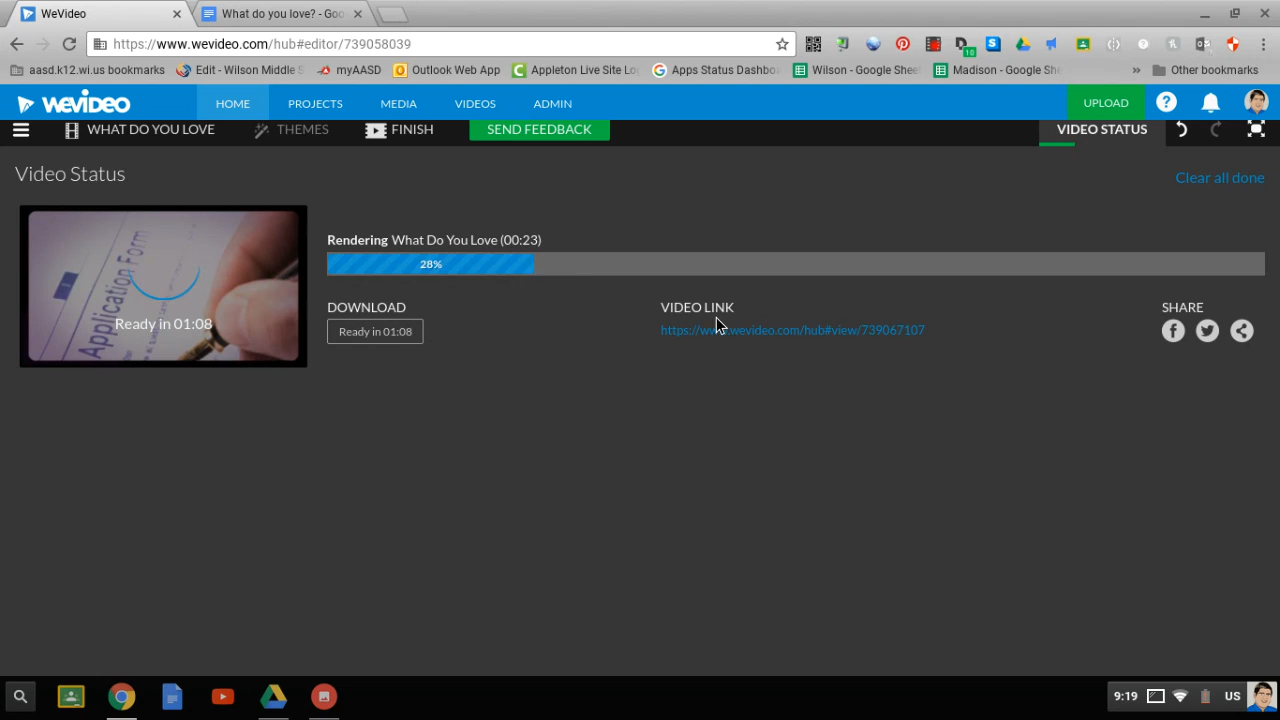 WeVideo
What do you love? - Goo
https://www.wevideo.com/hub#editor/739058039
10
aasd.k12.wi.us bookmarks
Edit - Wilson Middle S
myAASD
Outlook Web App
Appleton Live Site Log
Apps Status Dashbo
Wilson - Google Shee
Madison - Google She
»
Other bookmarks
WEVIDEO
HOME
PROJECTS
MEDIA
VIDEOS
ADMIN
UPLOAD
WHAT DO YOU LOVE
THEMES
FINISH
SEND FEEDBACK
VIDEO STATUS
Video Status
Clear all done
Application Form
Ready in 01:08
Rendering What Do You Love (00:23)
28%
DOWNLOAD
Ready in 01:08
VIDEO LINK
https://www.wevideo.com/hub#view/739067107
SHARE
9:19
US